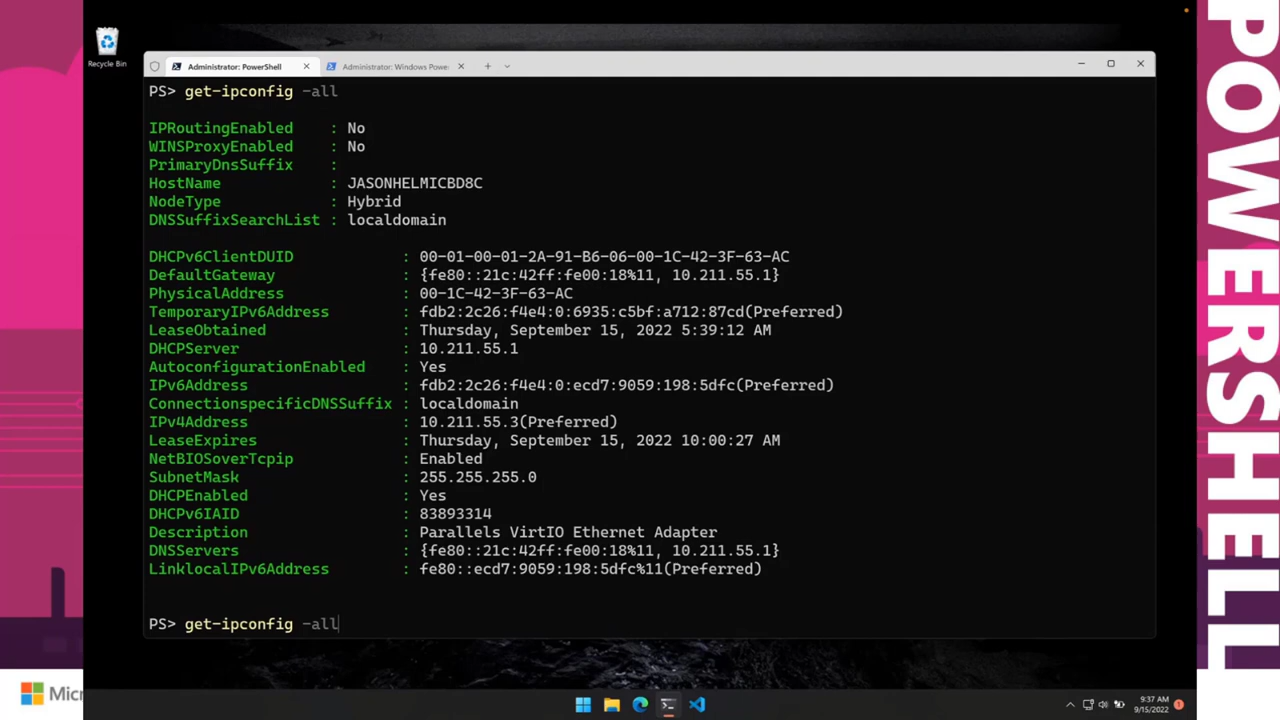 Recycle Bin
Administrator: PowerShell
Administrator: Windows Powe
PS> get-ipconfig -all
IPRoutingEnabled : No
WINSProxyEnabled : No
PrimaryDnsSuffix :
HostName : JASONHELMICBD8C
NodeType : Hybrid
DNSSuffixSearchList : localdomain
DHCPv6ClientDUID : 00-01-00-01-2A-91-B6-06-00-1C-42-3F-63-AC
DefaultGateway : {fe80::21c:42ff:fe00:18%11, 10.211.55.1}
PhysicalAddress : 00-1C-42-3F-63-AC
TemporaryIPv6Address : fdb2:2c26:f4e4:0:6935:c5bf:a712:87cd(Preferred)
LeaseObtained : Thursday, September 15, 2022 5:39:12 AM
DHCPServer : 10.211.55.1
AutoconfigurationEnabled : Yes
IPv6Address : fdb2:2c26:f4e4:0:ecd7:9059:198:5dfc(Preferred)
ConnectionspecificDNSSuffix : localdomain
IPv4Address : 10.211.55.3(Preferred)
LeaseExpires : Thursday, September 15, 2022 10:00:27 AM
NetBIOSoverTcpip : Enabled
SubnetMask : 255.255.255.0
DHCPEnabled : Yes
DHCPv6IAID : 83893314
Description : Parallels VirtIO Ethernet Adapter
DNSServers : {fe80::21c:42ff:fe00:18%11, 10.211.55.1}
LinklocalIPv6Address : fe80::ecd7:9059:198:5dfc%11(Preferred)
PS> get-ipconfig -all
POWERSHELL
Micr
9:37 AM
9/15/2022
1